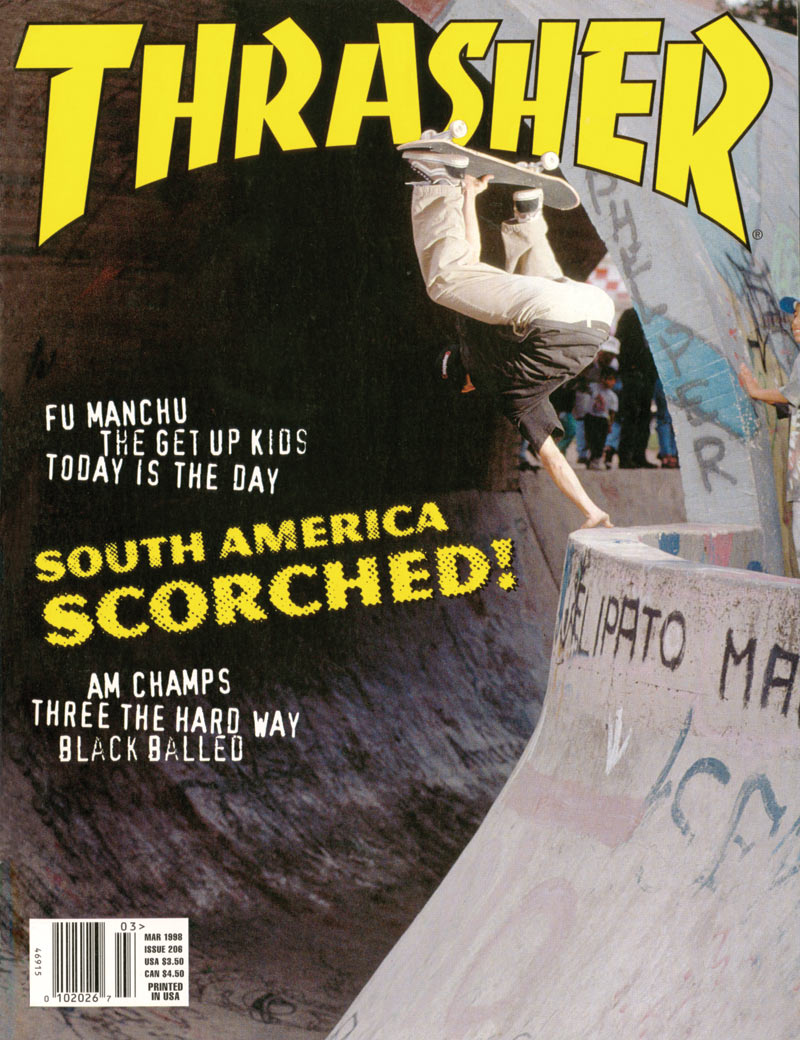 THRASHER
®
FU MANCHU
THE GET UP KIDS
TODAY IS THE DAY
SOUTH AMERICA
SCORCHED!
AM CHAMPS
THREE THE HARD WAY
BLACK BALLED
ELIPATO MA
03>
MAR 1998
ISSUE 206
USA $3.50
CAN $4.50
PRINTED
IN USA
46915
0 102026 7